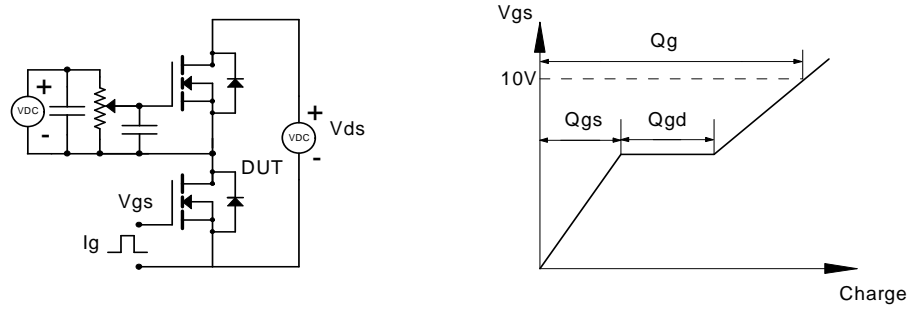 +
VDC
-
+
VDC
-
Vds
DUT
Vgs
Ig
Vgs
Qg
10V
Qgs
Qgd
Charge